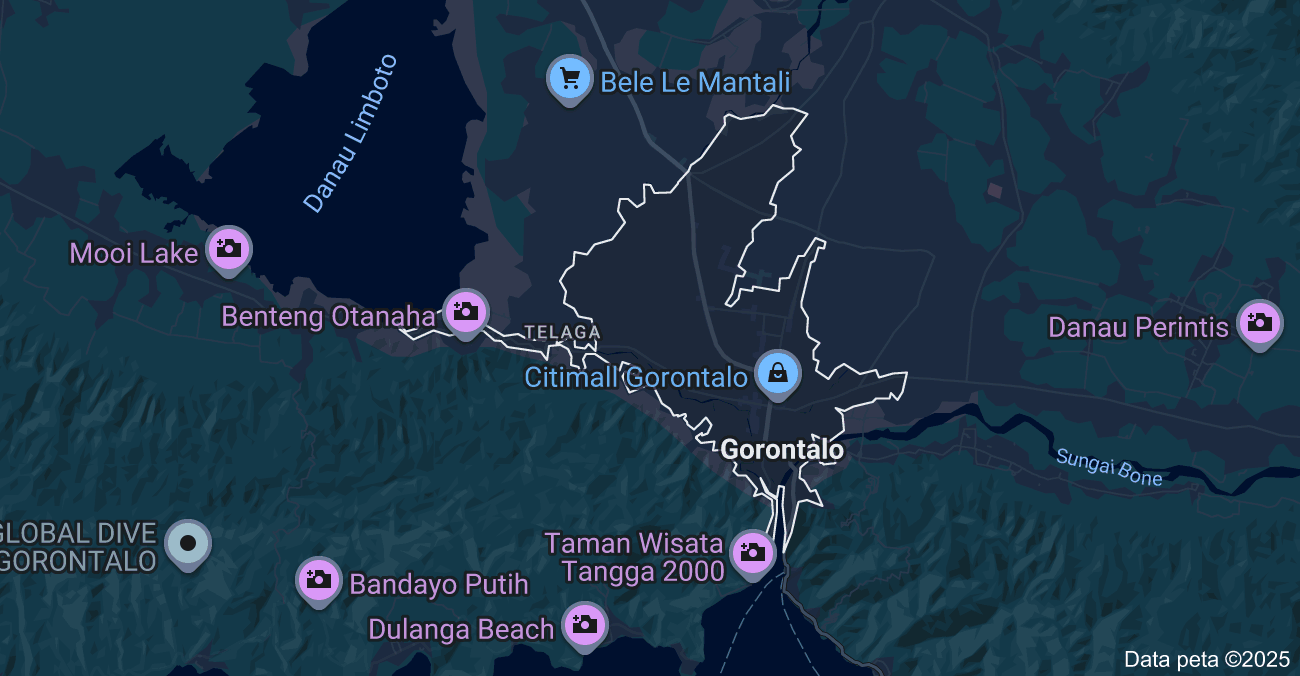 Bele Le Mantali
Danau Limboto
Mooi Lake
Benteng Otanaha
TELAGA
Danau Perintis
Citimall Gorontalo
Gorontalo
Sungai Bone
GLOBAL DIVE
GORONTALO
Taman Wisata
Tangga 2000
Bandayo Putih
Dulanga Beach
Data peta ©2025